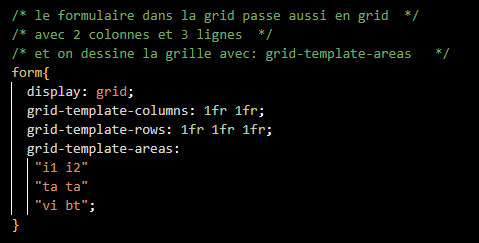 /* le formulaire dans la grid passe aussi en grid  */
/* avec 2 colonnes et 3 lignes  */
/* et on dessine la grille avec: grid-template-areas   */
form{
  display: grid;
  grid-template-columns: 1fr 1fr;
  grid-template-rows: 1fr 1fr 1fr;
  grid-template-areas:
   "i1 i2"
   "ta ta"
   "vi bt";
}